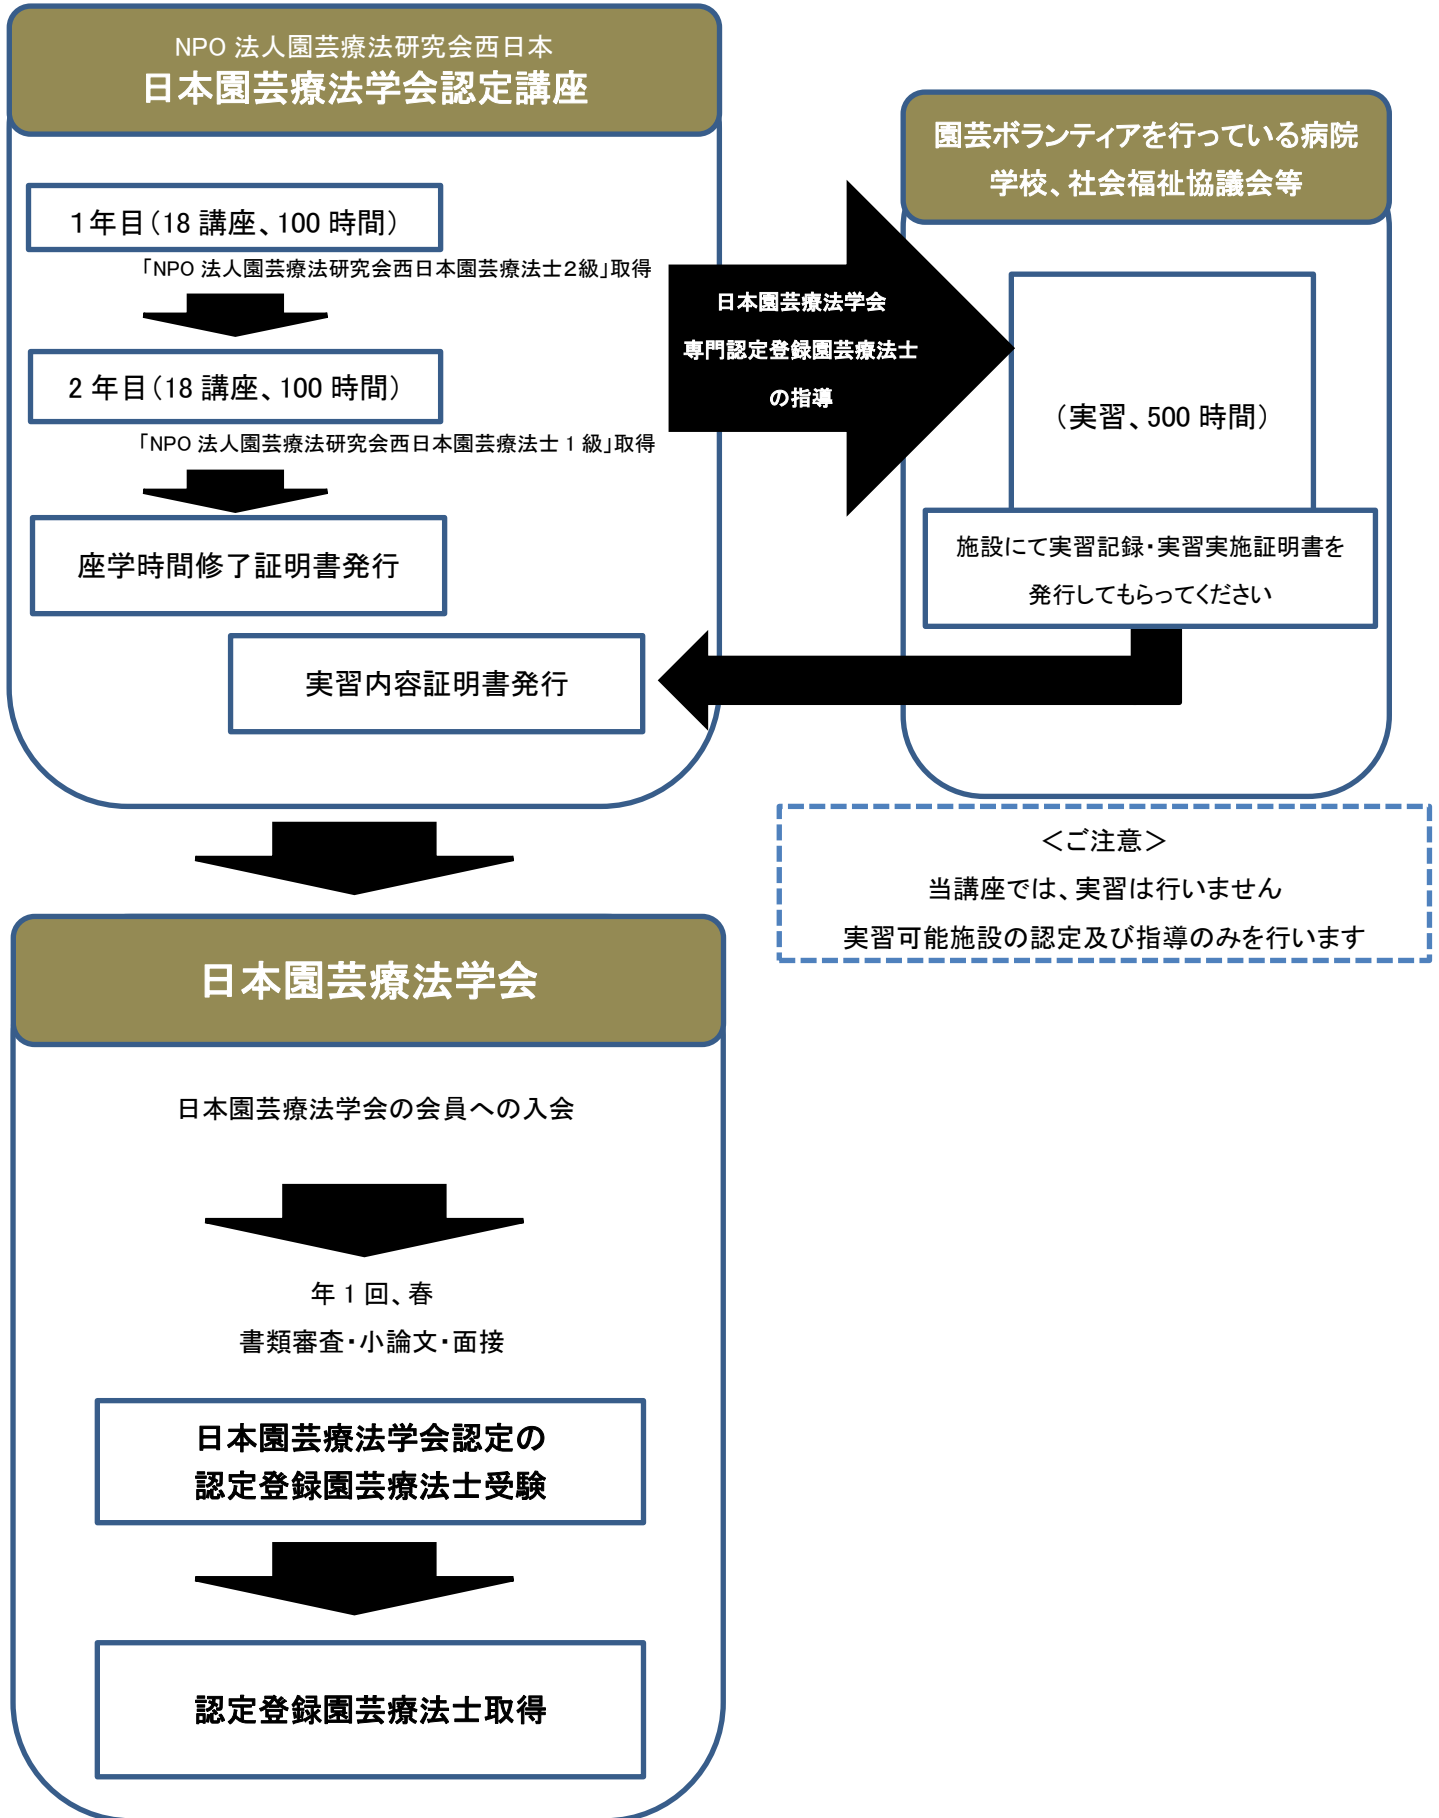 NPO 法人園芸療法研究会西日本
日本園芸療法学会認定講座
１年目（18 講座、100 時間）
「NPO 法人園芸療法研究会西日本園芸療法士２級」取得
2 年目（18 講座、100 時間）
「NPO 法人園芸療法研究会西日本園芸療法士 1 級」取得
座学時間修了証明書発行
実習内容証明書発行
日本園芸療法学会
専門認定登録園芸療法士
の指導
園芸ボランティアを行っている病院
学校、社会福祉協議会等
（実習、500 時間）
施設にて実習記録・実習実施証明書を
発行してもらってください
＜ご注意＞
当講座では、実習は行いません
実習可能施設の認定及び指導のみを行います
日本園芸療法学会
日本園芸療法学会の会員への入会
年 1 回、春
書類審査・小論文・面接
日本園芸療法学会認定の
認定登録園芸療法士受験
認定登録園芸療法士取得